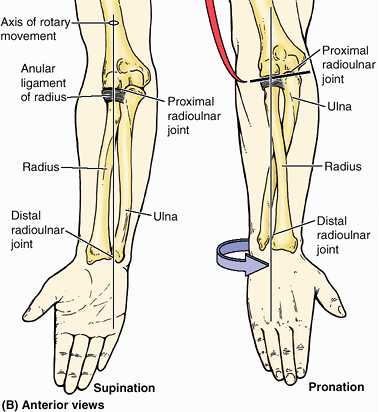 Axis of rotary
movement
Anular
ligament
of radius
Proximal
radioulnar
joint
Radius
Ulna
Distal
radioulnar
joint
Supination
Proximal
radioulnar
joint
Ulna
Radius
Distal
radioulnar
joint
Pronation
(B) Anterior views